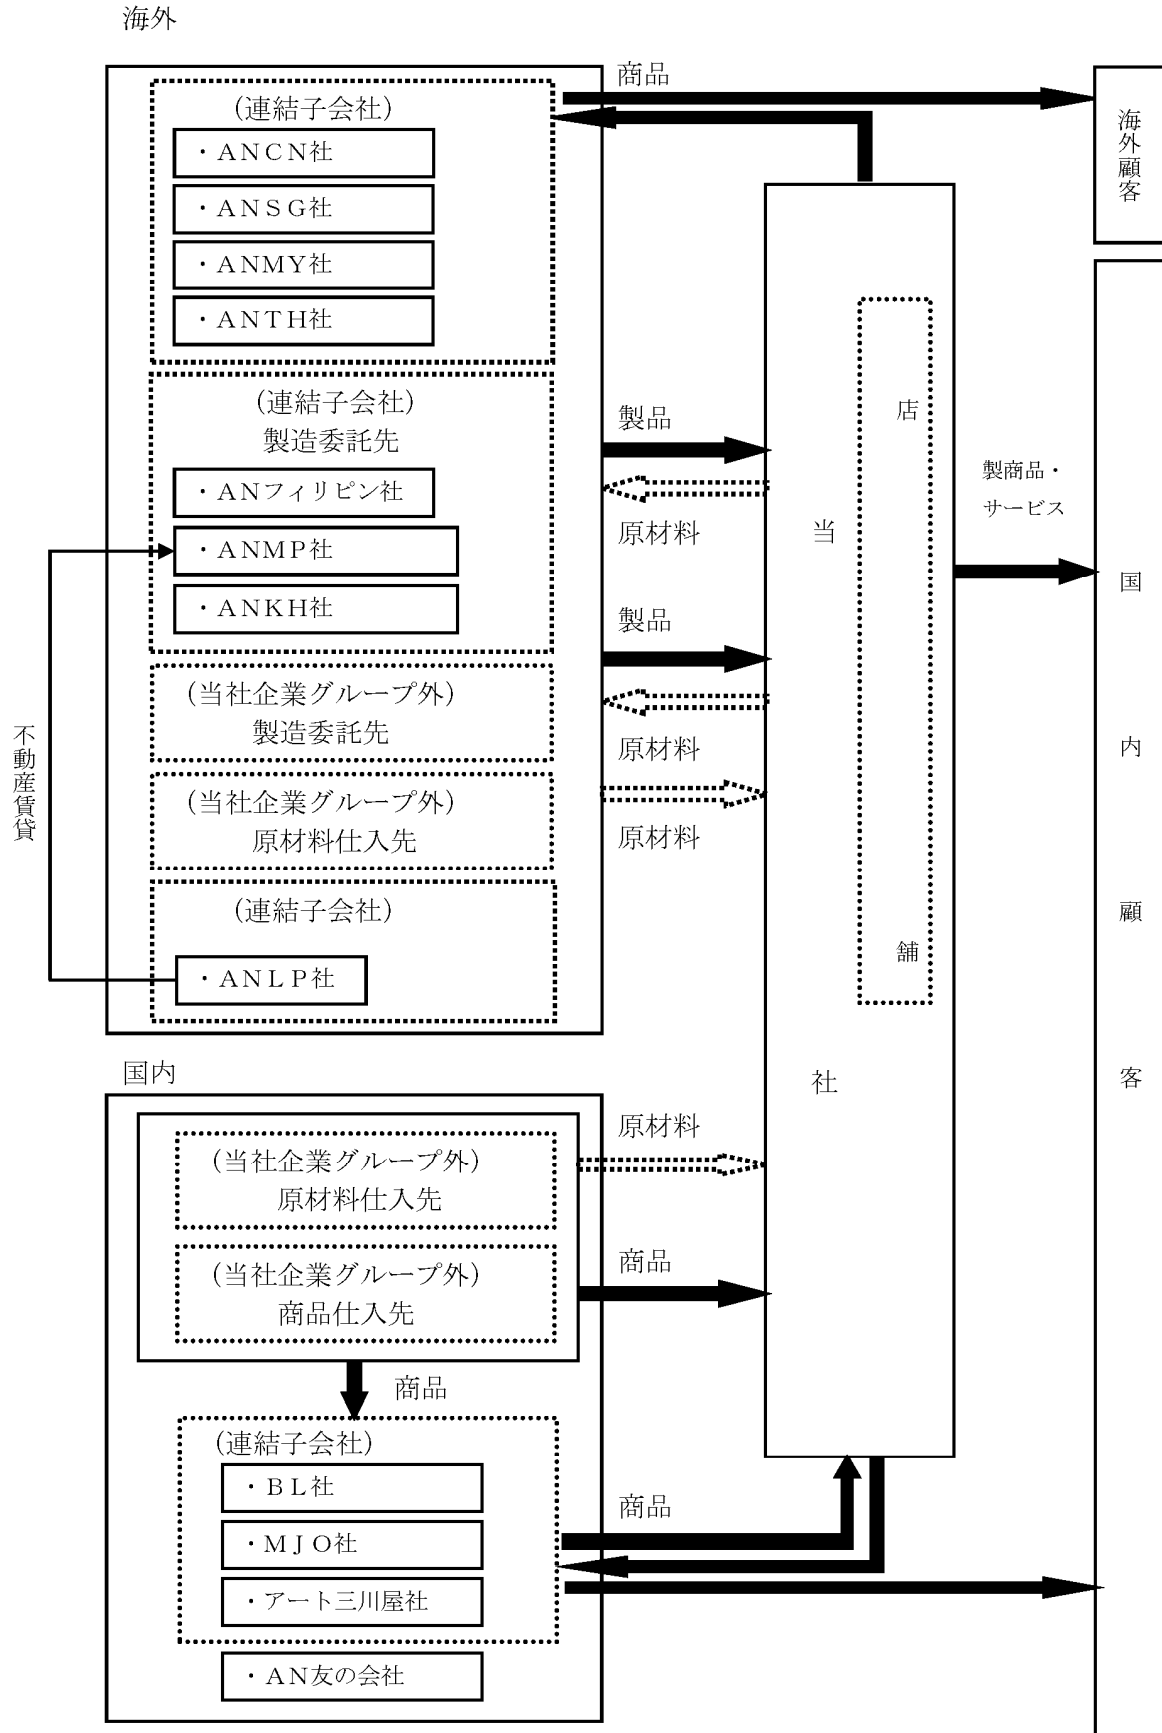 海外
商品
(連結子会社)
・ＡＮＣＮ社
・ＡＮＳＧ社
・ＡＮＭＹ社
・ＡＮＴＨ社
海外顧客
(連結子会社)
製造委託先
・ＡＮフィリピン社
・ＡＮＭＰ社
・ＡＮＫＨ社
製品
原材料
製品
(当社企業グループ外)
製造委託先
原材料
(当社企業グループ外)
原材料仕入先
原材料
(連結子会社)
・ＡＮＬＰ社
不動産賃貸
当社
店舗
製商品・
サービス
国内顧客
国内
(当社企業グループ外)
原材料仕入先
原材料
(当社企業グループ外)
商品仕入先
商品
商品
(連結子会社)
・ＢＬ社
・ＭＪＯ社
・アート三川屋社
商品
・ＡＮ友の会社